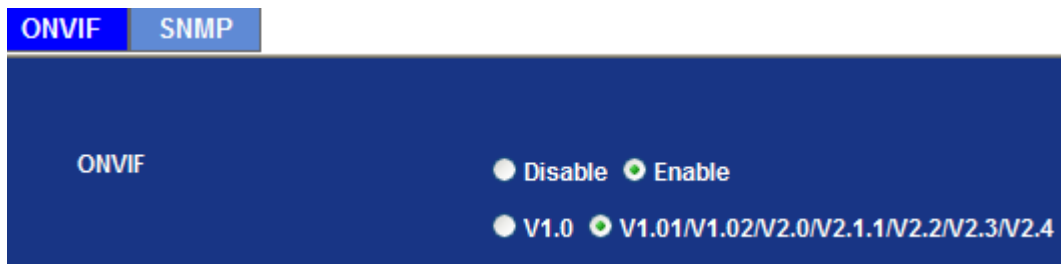 ONVIF SNMP
ONVIF
Disable Enable
V1.0 V1.01/V1.02/V2.0/V2.1.1/V2.2/V2.3/V2.4